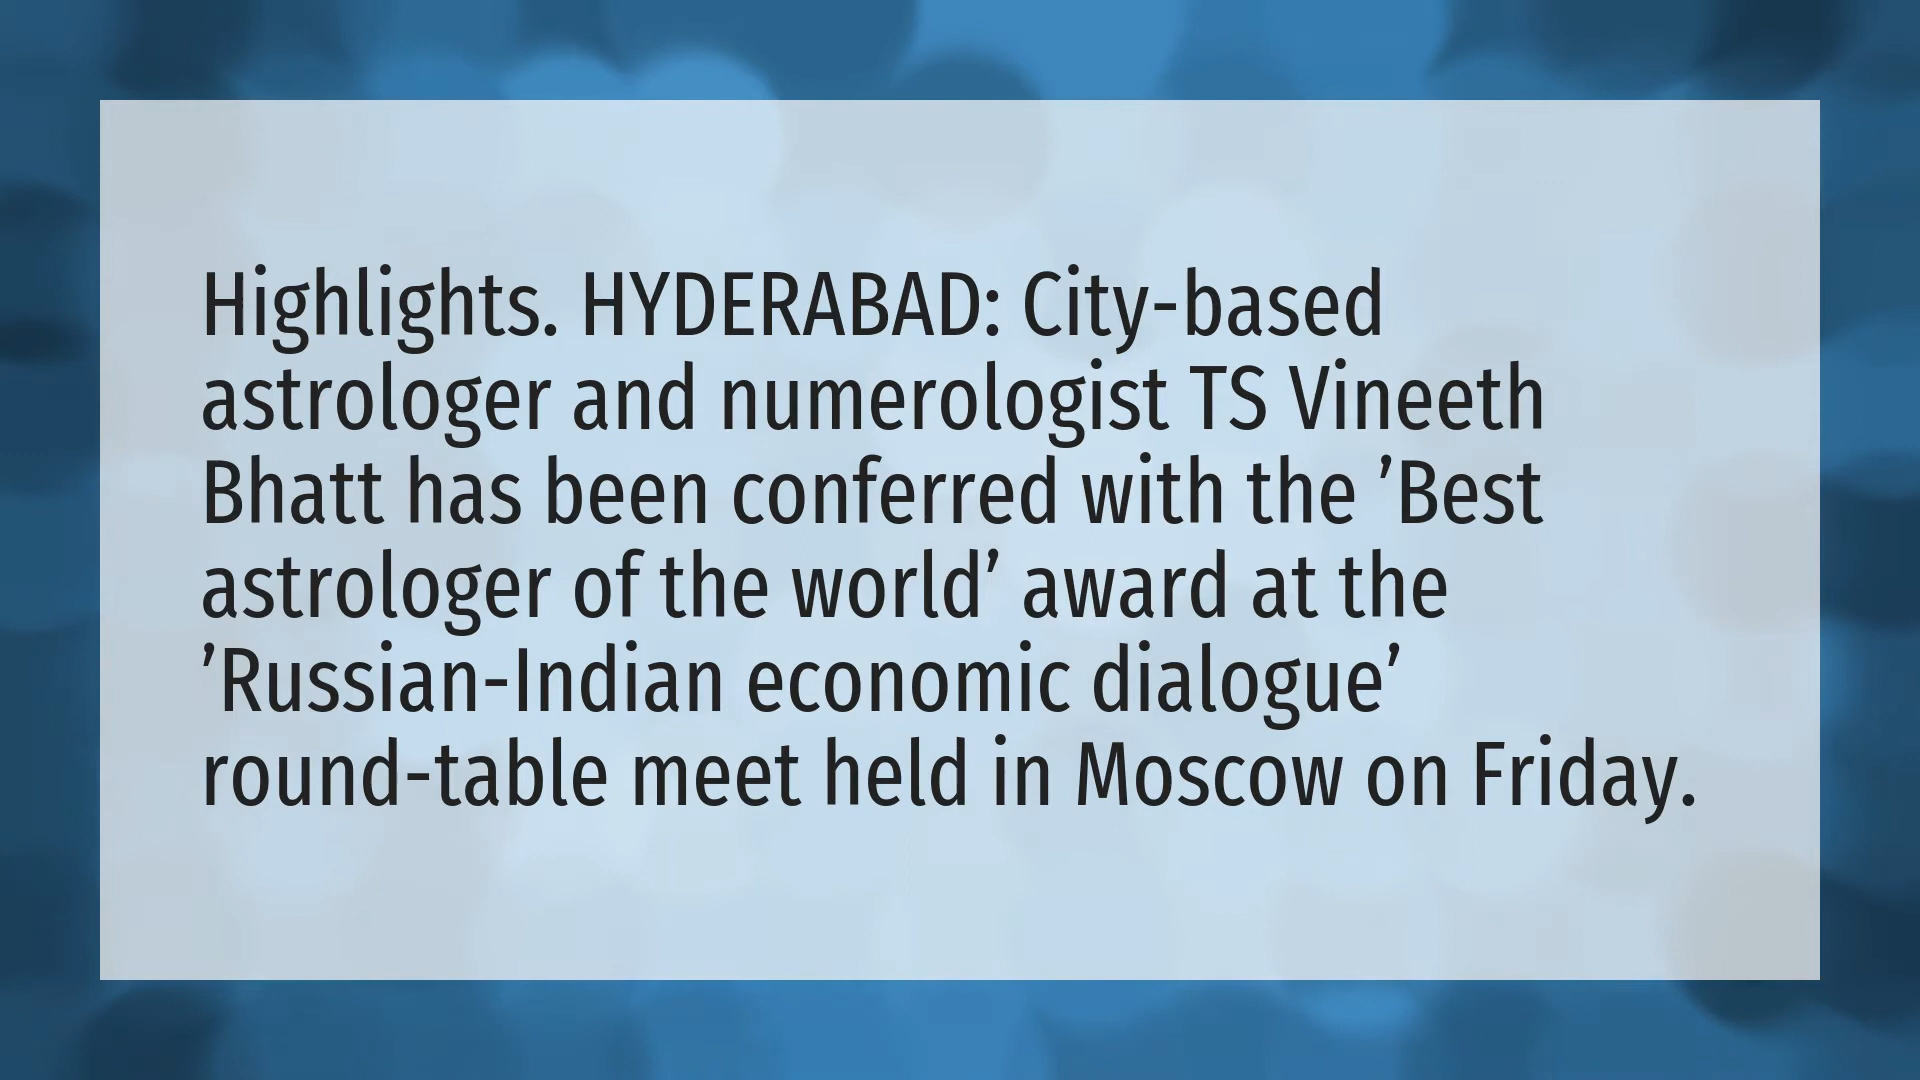 Highlights. HYDERABAD: City-based
astrologer and numerologist TS Vineeth
Bhatt has been conferred with the ’Best
astrologer of the world’ award at the
’Russian-Indian economic dialogue’
round-table meet held in Moscow on Friday.